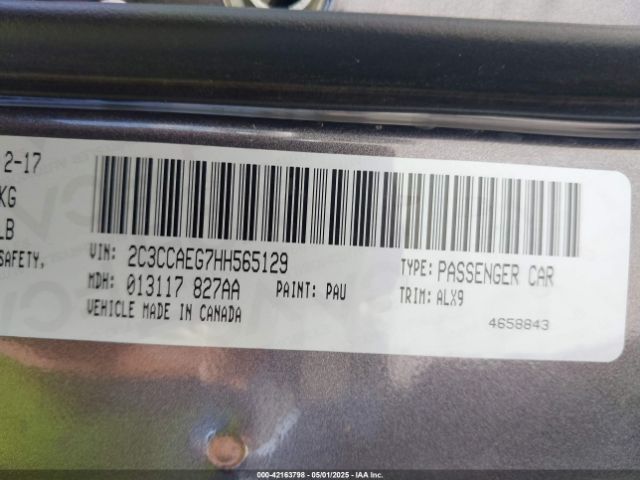 2-17
KG
LB
SAFETY,
VIN: 2C3CCAEG7HH565129
TYPE: PASSENGER CAR
MDH: 013117 827AA PAINT: PAU
TRIM: ALX9
VEHICLE MADE IN CANADA
4658843
000-42163798 - 05/01/2025 - IAA Inc.